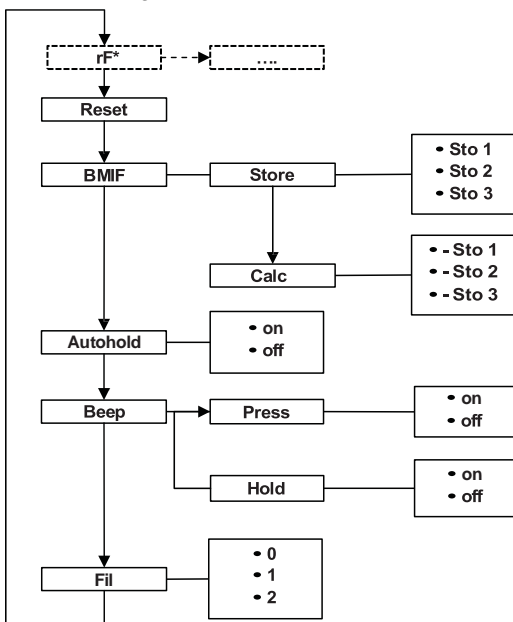 rF*
....
Reset
BMIF
Store
• Sto 1
• Sto 2
• Sto 3
Calc
• - Sto 1
• - Sto 2
• - Sto 3
Autohold
• on
• off
Beep
Press
• on
• off
Hold
• on
• off
Fil
• 0
• 1
• 2